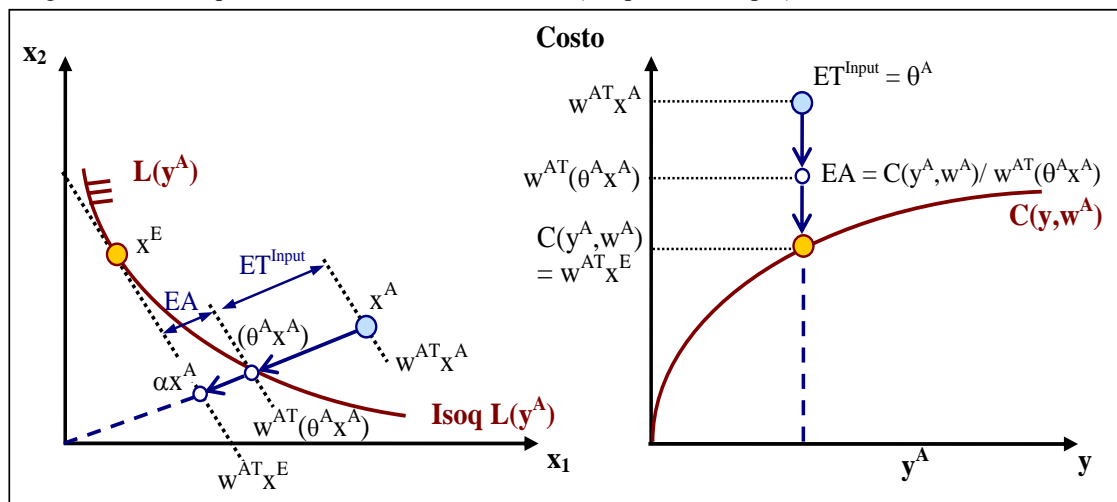 x₂
L(yᴬ)
xᴱ
ETᴵⁿᵖᵘᵗ
EA
xᴬ
(θᴬxᴬ)
wᴬᵀxᴬ
αxᴬ
Isoq L(yᴬ)
wᴬᵀ(θᴬxᴬ)
x₁
wᴬᵀxᴱ
Costo
ETᴵⁿᵖᵘᵗ = θᴬ
wᴬᵀxᴬ
wᴬᵀ(θᴬxᴬ)
EA = C(yᴬ,wᴬ)/ wᴬᵀ(θᴬxᴬ)
C(y,wᴬ)
C(yᴬ,wᴬ)
= wᴬᵀxᴱ
yᴬ
y